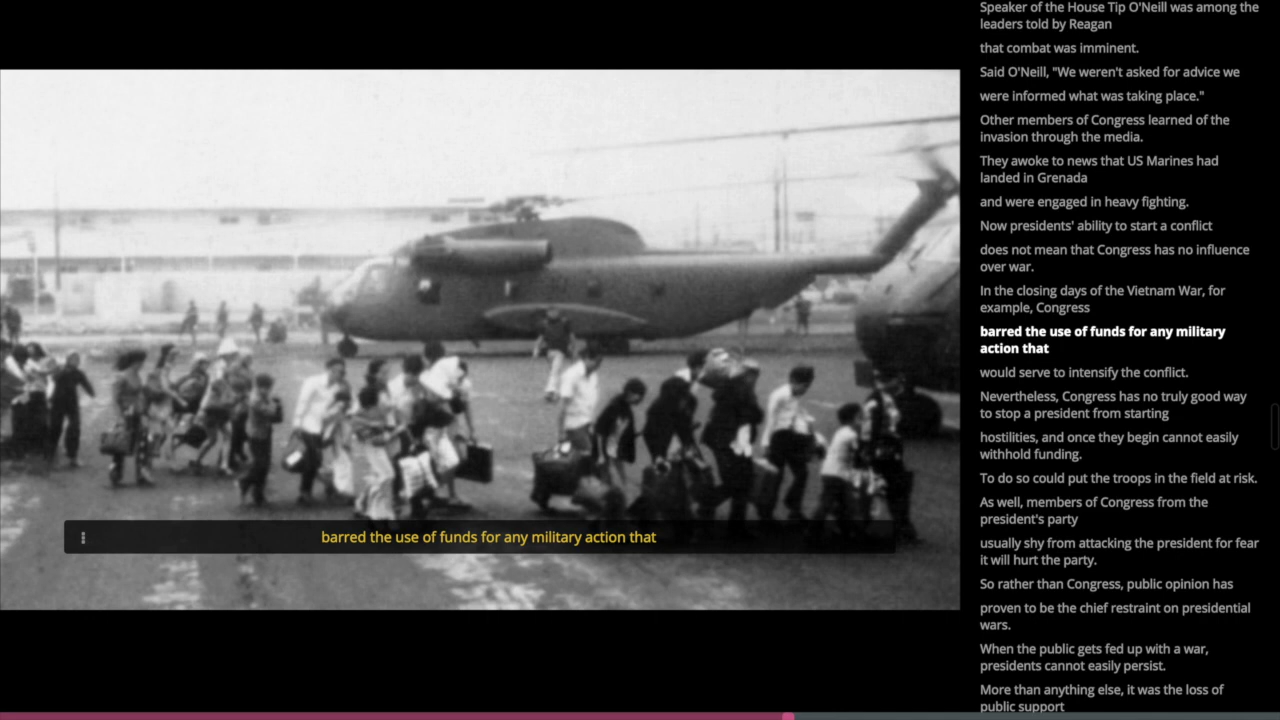 Speaker of the House Tip O'Neill was among the
leaders told by Reagan
that combat was imminent.
Said O'Neill, "We weren't asked for advice we
were informed what was taking place."
Other members of Congress learned of the
invasion through the media.
They awoke to news that US Marines had
landed in Grenada
and were engaged in heavy fighting.
Now presidents' ability to start a conflict
does not mean that Congress has no influence
over war.
In the closing days of the Vietnam War, for
example, Congress
barred the use of funds for any military
action that
would serve to intensify the conflict.
Nevertheless, Congress has no truly good way
to stop a president from starting
hostilities, and once they begin cannot easily
withhold funding.
To do so could put the troops in the field at risk.
As well, members of Congress from the
president's party
usually shy from attacking the president for fear
it will hurt the party.
So rather than Congress, public opinion has
proven to be the chief restraint on presidential
wars.
When the public gets fed up with a war,
presidents cannot easily persist.
More than anything else, it was the loss of
public support
barred the use of funds for any military action that